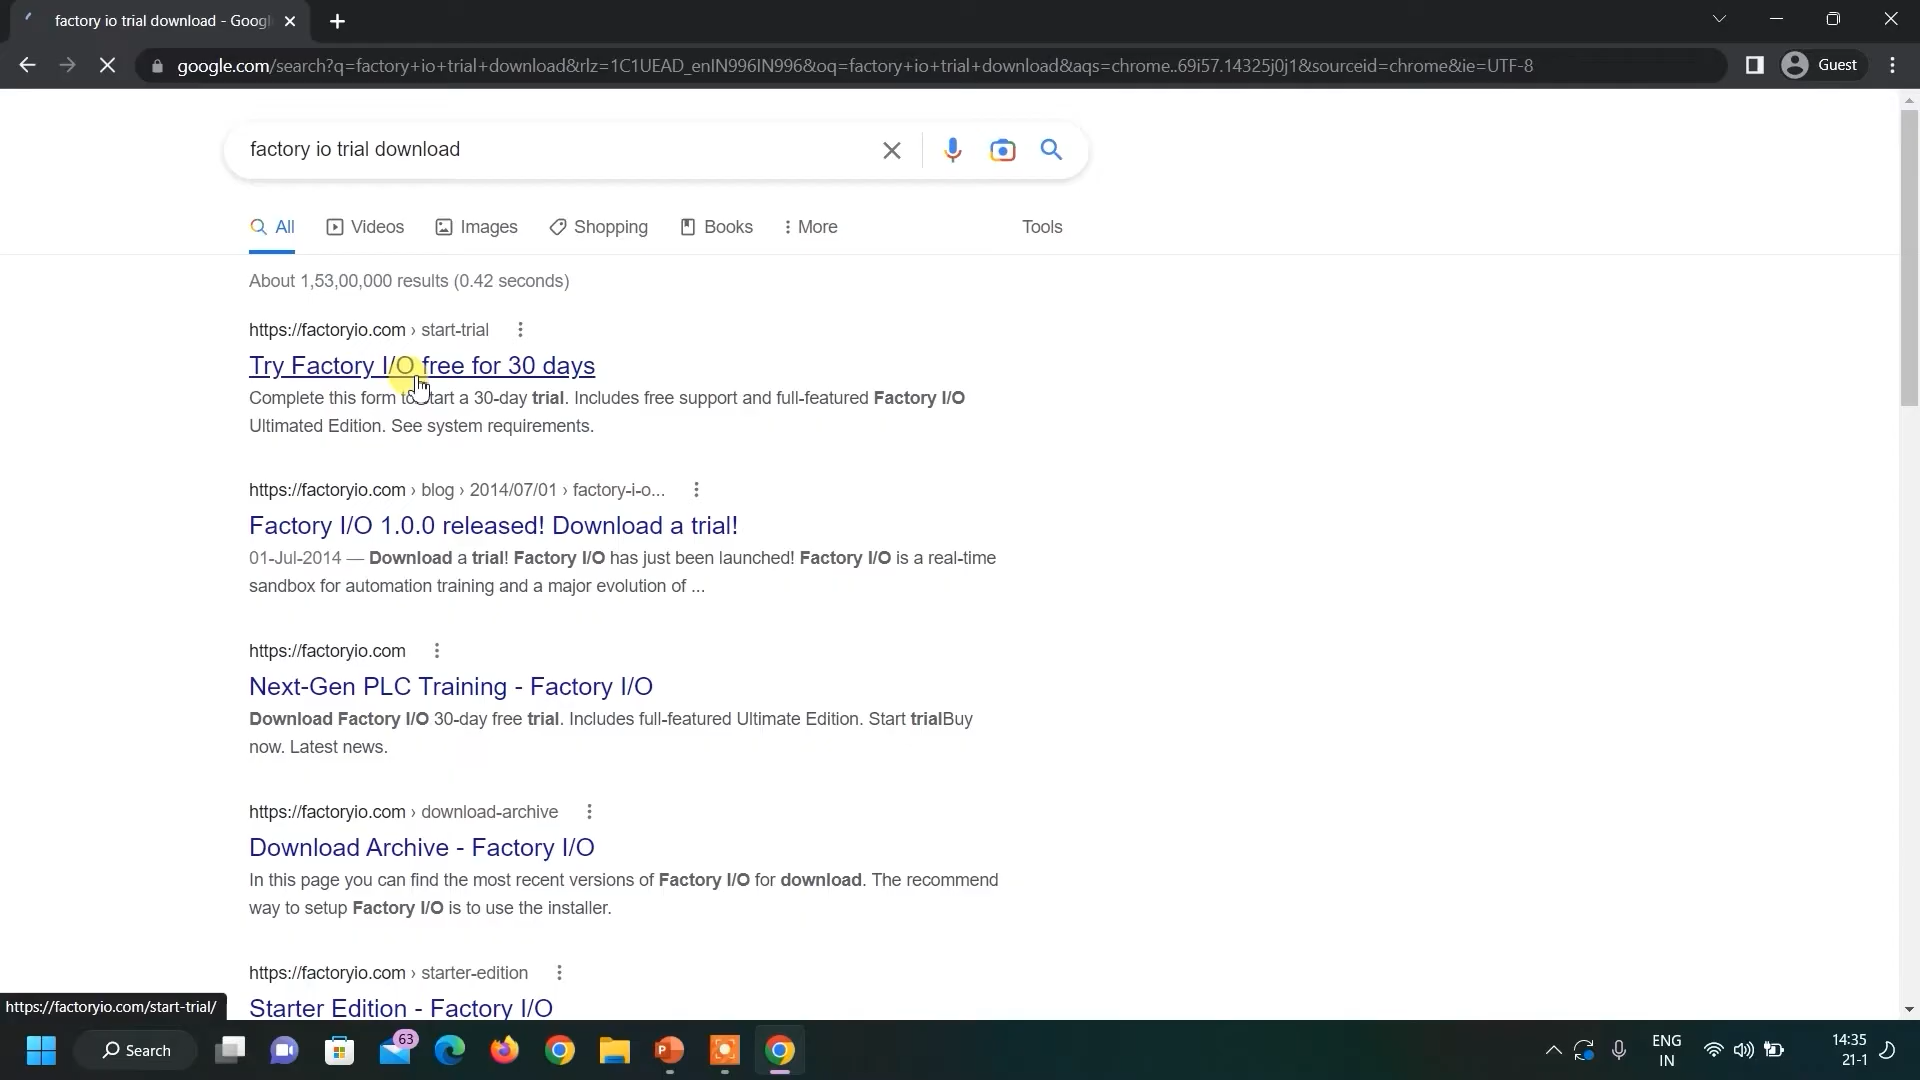 factory io trial download - Googl
google.com/search?q=factory+io+trial+download&rlz=1C1UEAD_enIN996IN996&oq=factory+io+trial+download&aqs=chrome..69i57.14325j0j1&sourceid=chrome&ie=UTF-8
Guest
factory io trial download
All Videos Images Shopping Books More Tools
About 1,53,00,000 results (0.42 seconds)
https://factoryio.com › start-trial
Try Factory I/O free for 30 days
Complete this form to start a 30-day trial. Includes free support and full-featured Factory I/O
Ultimated Edition. See system requirements.
https://factoryio.com › blog › 2014/07/01 › factory-i-o...
Factory I/O 1.0.0 released! Download a trial!
01-Jul-2014 — Download a trial! Factory I/O has just been launched! Factory I/O is a real-time
sandbox for automation training and a major evolution of ...
https://factoryio.com
Next-Gen PLC Training - Factory I/O
Download Factory I/O 30-day free trial. Includes full-featured Ultimate Edition. Start trialBuy
now. Latest news.
https://factoryio.com › download-archive
Download Archive - Factory I/O
In this page you can find the most recent versions of Factory I/O for download. The recommend
way to setup Factory I/O is to use the installer.
https://factoryio.com › starter-edition
Starter Edition - Factory I/O
https://factoryio.com/start-trial/
Search
63
ENG
IN
14:35
21-1